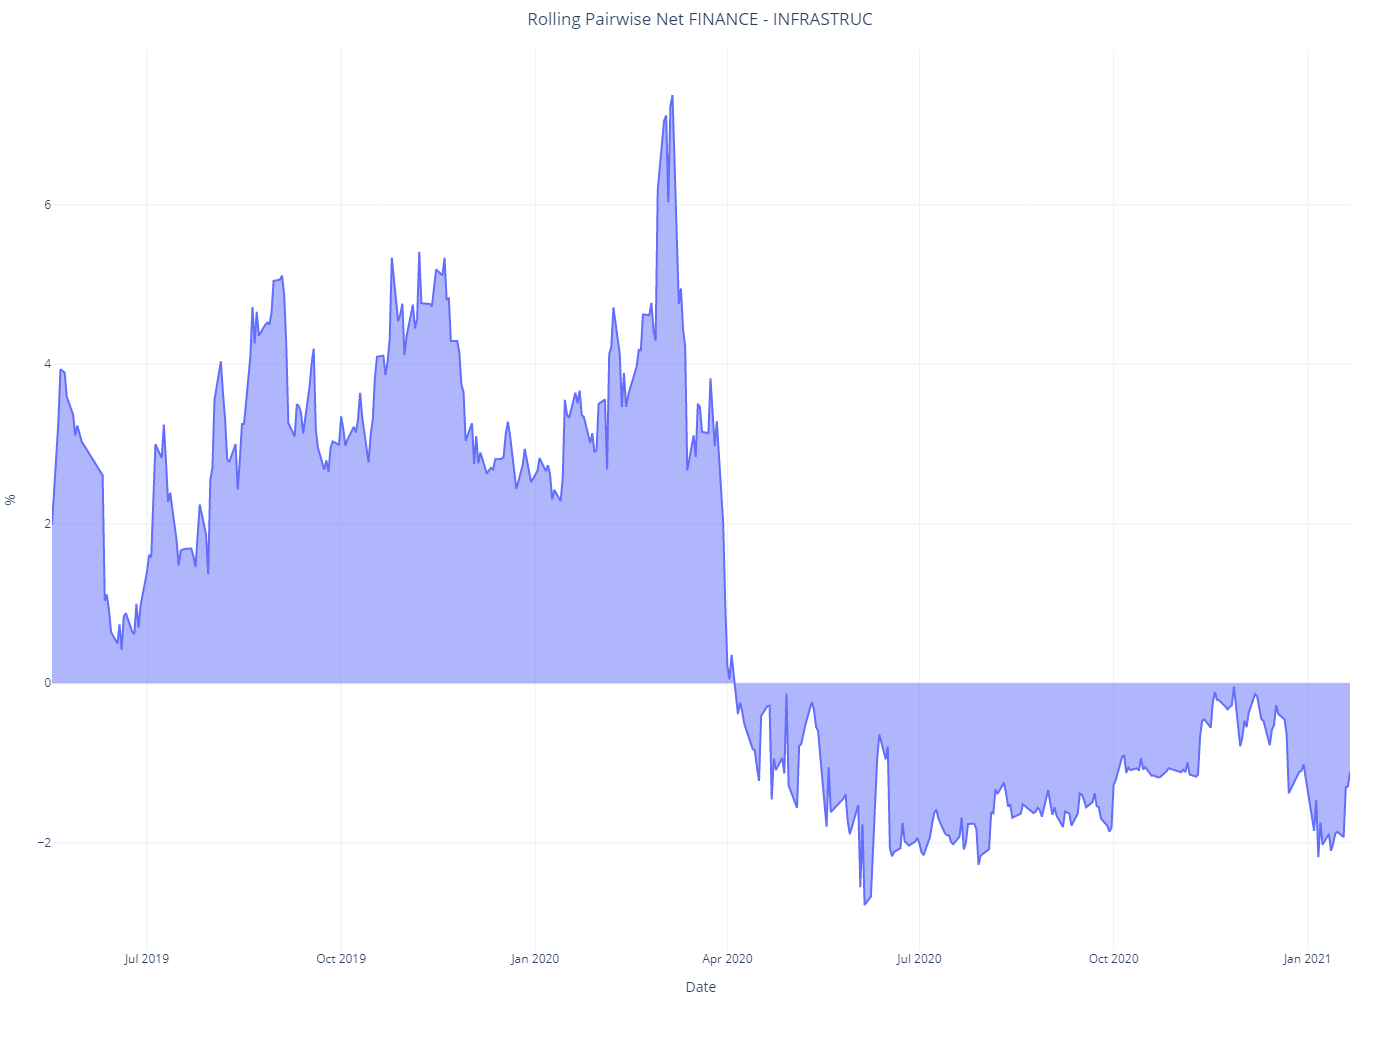 Rolling Pairwise Net FINANCE - INFRASTRUC
%
6
4
2
0
−2
Jul 2019
Oct 2019
Jan 2020
Apr 2020
Jul 2020
Oct 2020
Jan 2021
Date